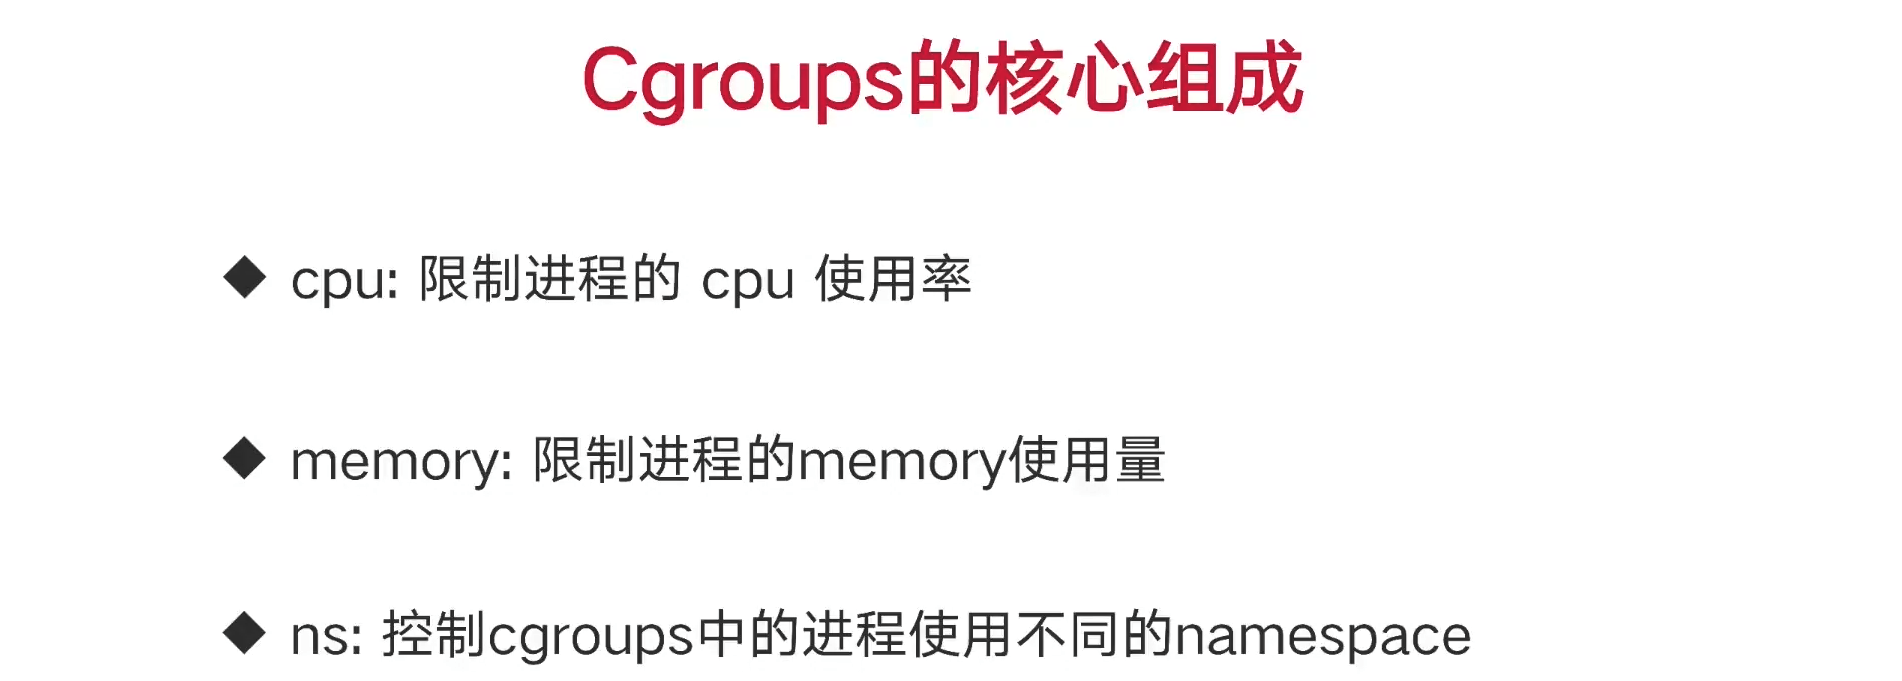 Cgroups的核心组成
◆ cpu: 限制进程的 cpu 使用率
◆ memory: 限制进程的memory使用量
◆ ns: 控制cgroups中的进程使用不同的namespace